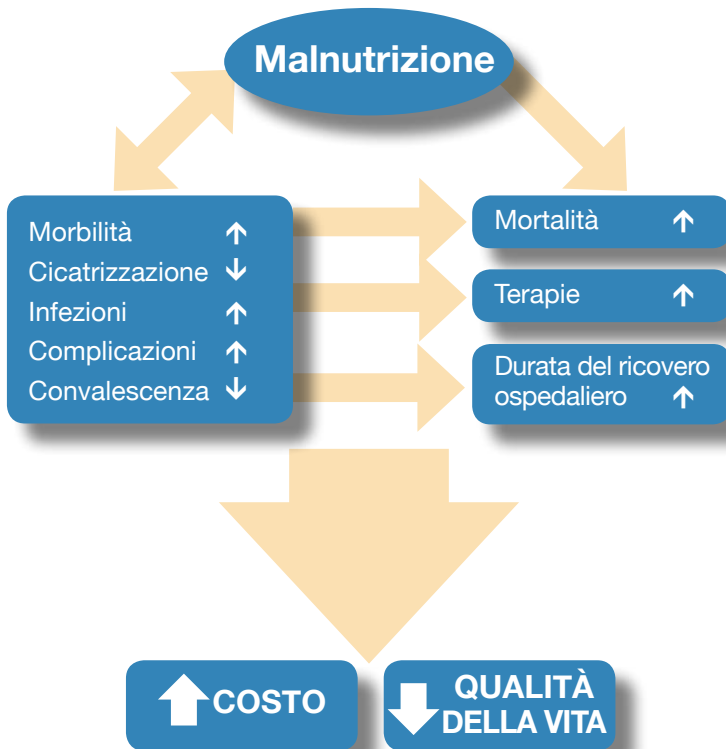 Malnutrizione
Morbilità ↑
Cicatrizzazione ↓
Infezioni ↑
Complicazioni ↑
Convalescenza ↓
Mortalità ↑
Terapie ↑
Durata del ricovero
ospedaliero ↑
↑ COSTO
↓ QUALITÀ
DELLA VITA